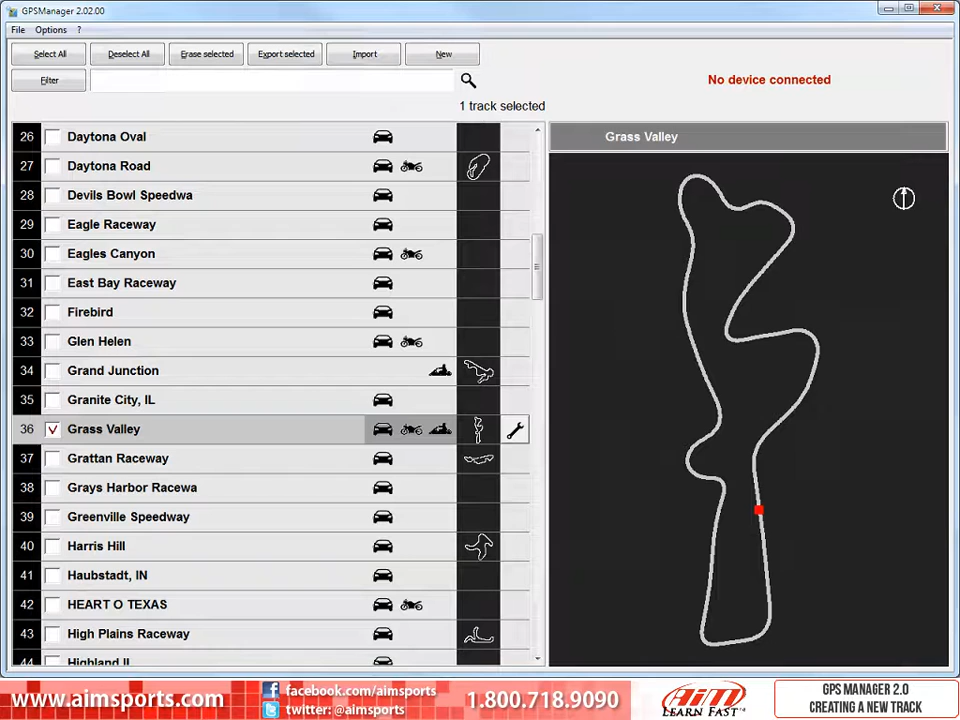 GPSManager 2.02.00
File Options ?
Select All Deselect All Erase selected Export selected Import New
Filter
No device connected
1 track selected
26 Daytona Oval
27 Daytona Road
28 Devils Bowl Speedwa
29 Eagle Raceway
30 Eagles Canyon
31 East Bay Raceway
32 Firebird
33 Glen Helen
34 Grand Junction
35 Granite City, IL
36 Grass Valley
37 Grattan Raceway
38 Grays Harbor Racewa
39 Greenville Speedway
40 Harris Hill
41 Haubstadt, IN
42 HEART O TEXAS
43 High Plains Raceway
44 Highland IL
Grass Valley
www.aimsports.com
facebook.com/aimsports
twitter: @aimsports
1.800.718.9090
AiM
LEARN FAST
GPS MANAGER 2.0
CREATING A NEW TRACK